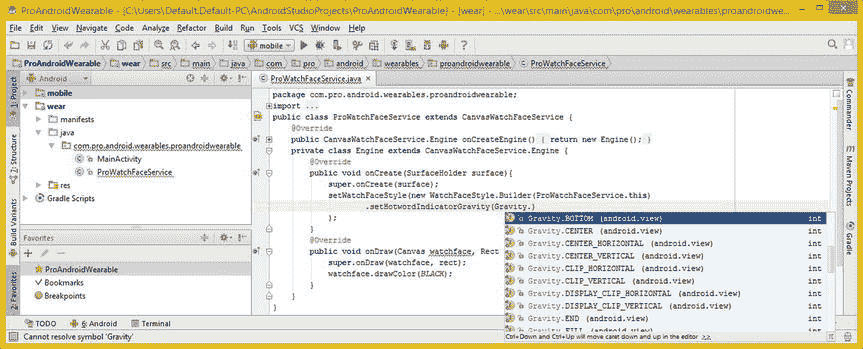 ProAndroidWearable - [C:\Users\Default.Default-PC\AndroidStudioProjects\ProAndroidWearable] - [wear] - ...\wear\src\main\java\com\pro\android\wearables\proandroidwe...
File Edit View Navigate Code Analyze Refactor Build Run Tools VCS Window Help
mobile
ProAndroidWearable wear src main java com pro android wearables proandroidwearable ProWatchFaceService
Android
ProWatchFaceService.java
mobile
wear
manifests
java
com.pro.android.wearables.proandroidwearable
MainActivity
ProWatchFaceService
res
Gradle Scripts
1: Project
7: Structure
Build Variants
2: Favorites
Favorites
ProAndroidWearable
Bookmarks
Breakpoints
package com.pro.android.wearables.proandroidwearable;
import ...
public class ProWatchFaceService extends CanvasWatchFaceService {
@Override
public CanvasWatchFaceService.Engine onCreateEngine() { return new Engine(); }
private class Engine extends CanvasWatchFaceService.Engine {
@Override
public void onCreate(SurfaceHolder surface){
super.onCreate(surface);
setWatchFaceStyle(new WatchFaceStyle.Builder(ProWatchFaceService.this)
.setHotwordIndicatorGravity(Gravity.)
);
}
@Override
public void onDraw(Canvas watchface, Rect
super.onDraw(watchface, rect);
watchface.drawColor(BLACK);
}
}
}
Gravity.BOTTOM (android.view) int
Gravity.CENTER (android.view) int
Gravity.CENTER_HORIZONTAL (android.view) int
Gravity.CENTER_VERTICAL (android.view) int
Gravity.CLIP_HORIZONTAL (android.view) int
Gravity.CLIP_VERTICAL (android.view) int
Gravity.DISPLAY_CLIP_HORIZONTAL (android.view) int
Gravity.DISPLAY_CLIP_VERTICAL (android.view) int
Gravity.END (android.view) int
Gravity.FILL (android.view) int
Ctrl+Down and Ctrl+Up will move caret down and up in the editor >>
Commander
Maven Projects
Gradle
TODO 6: Android Terminal
Cannot resolve symbol 'Gravity'